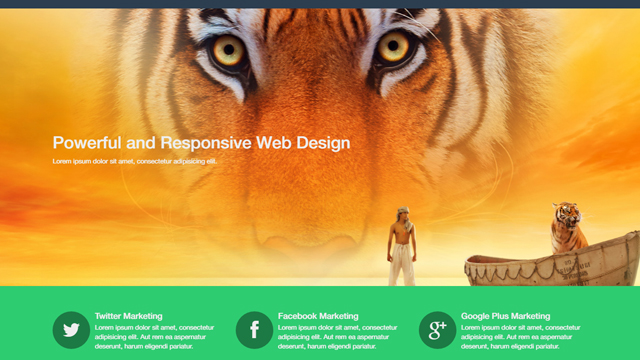 Powerful and Responsive Web Design
Lorem ipsum dolor sit amet, consectetur adipisicing elit.
Twitter Marketing
Lorem ipsum dolor sit amet, consectetur
adipisicing elit. Aut rem ea aspernatur
deserunt, harum eligendi pariatur.
Facebook Marketing
Lorem ipsum dolor sit amet, consectetur
adipisicing elit. Aut rem ea aspernatur
deserunt, harum eligendi pariatur.
Google Plus Marketing
Lorem ipsum dolor sit amet, consectetur
adipisicing elit. Aut rem ea aspernatur
deserunt, harum eligendi pariatur.